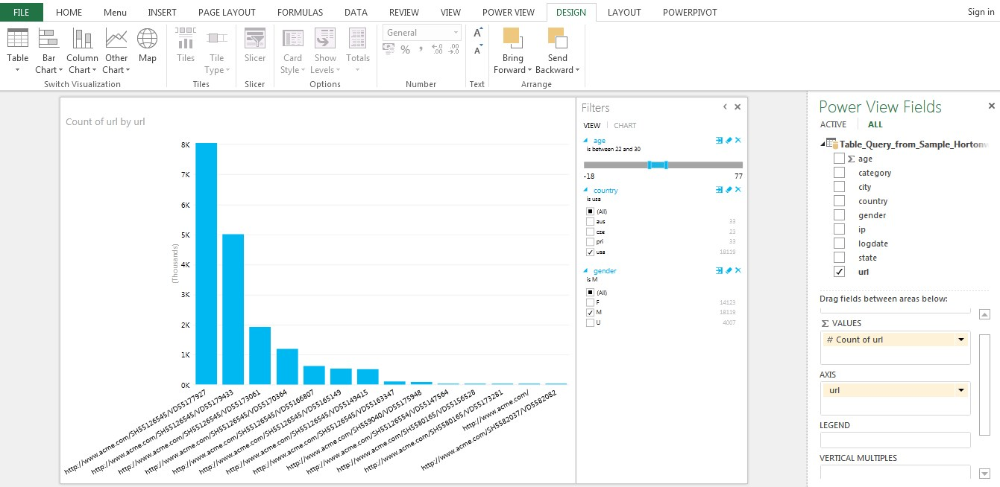 FILE HOME Menu INSERT PAGE LAYOUT FORMULAS DATA REVIEW VIEW POWER VIEW DESIGN LAYOUT POWERPIVOT Sign in
Table Bar Chart Column Chart Other Chart Map Tiles Tile Type Slicer Card Style Show Levels Totals General Bring Forward Send Backward
% , .00 .00 A A
Switch Visualization Tiles Slicer Options Number Text Arrange
Count of url by url
8K
7K
6K
5K
4K
3K
2K
1K
0K
(Thousands)
http://www.acme.com/SH55126545/VD55177927
http://www.acme.com/SH55126545/VD55179433
http://www.acme.com/SH55126545/VD55173061
http://www.acme.com/SH55126545/VD55170364
http://www.acme.com/SH55126545/VD55166807
http://www.acme.com/SH55126545/VD55165149
http://www.acme.com/SH55126545/VD55149415
http://www.acme.com/SH55126545/VD55163347
http://www.acme.com/SH559040/VD55175948
http://www.acme.com/SH55126554/VD55147564
http://www.acme.com/SH5580165/VD55156528
http://www.acme.com/SH5580165/VD55173281
http://www.acme.com/
http://www.acme.com/SH5582037/VD5582082
Filters
VIEW CHART
age
is between 22 and 30
-18 77
country
is usa
(All)
aus 33
cze 23
pri 33
usa 18119
gender
is M
(All)
F 14123
M 18119
U 4007
Power View Fields
ACTIVE ALL
Table_Query_from_Sample_Hortonw
Σ age
category
city
country
gender
ip
logdate
state
url
Drag fields between areas below:
Σ VALUES
# Count of url
AXIS
url
LEGEND
VERTICAL MULTIPLES